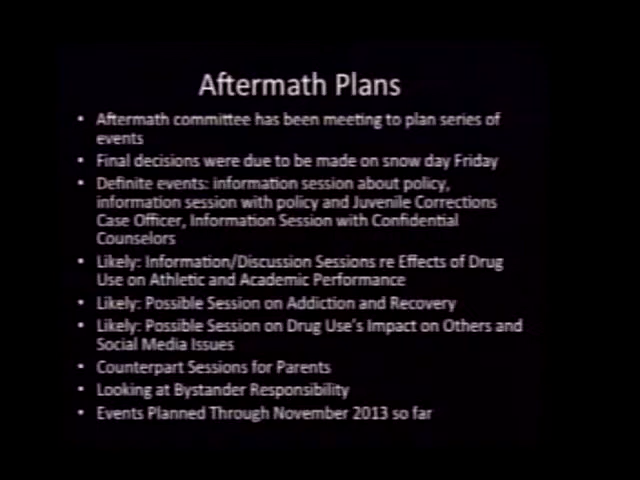 Aftermath Plans
• Aftermath committee has been meeting to plan series of
events
• Final decisions were due to be made on snow day Friday
• Definite events: information session about policy,
information session with policy and Juvenile Corrections
Case Officer, Information Session with Confidential
Counselors
• Likely: Information/Discussion Sessions re Effects of Drug
Use on Athletic and Academic Performance
• Likely: Possible Session on Addiction and Recovery
• Likely: Possible Session on Drug Use's Impact on Others and
Social Media Issues
• Counterpart Sessions for Parents
• Looking at Bystander Responsibility
• Events Planned Through November 2013 so far